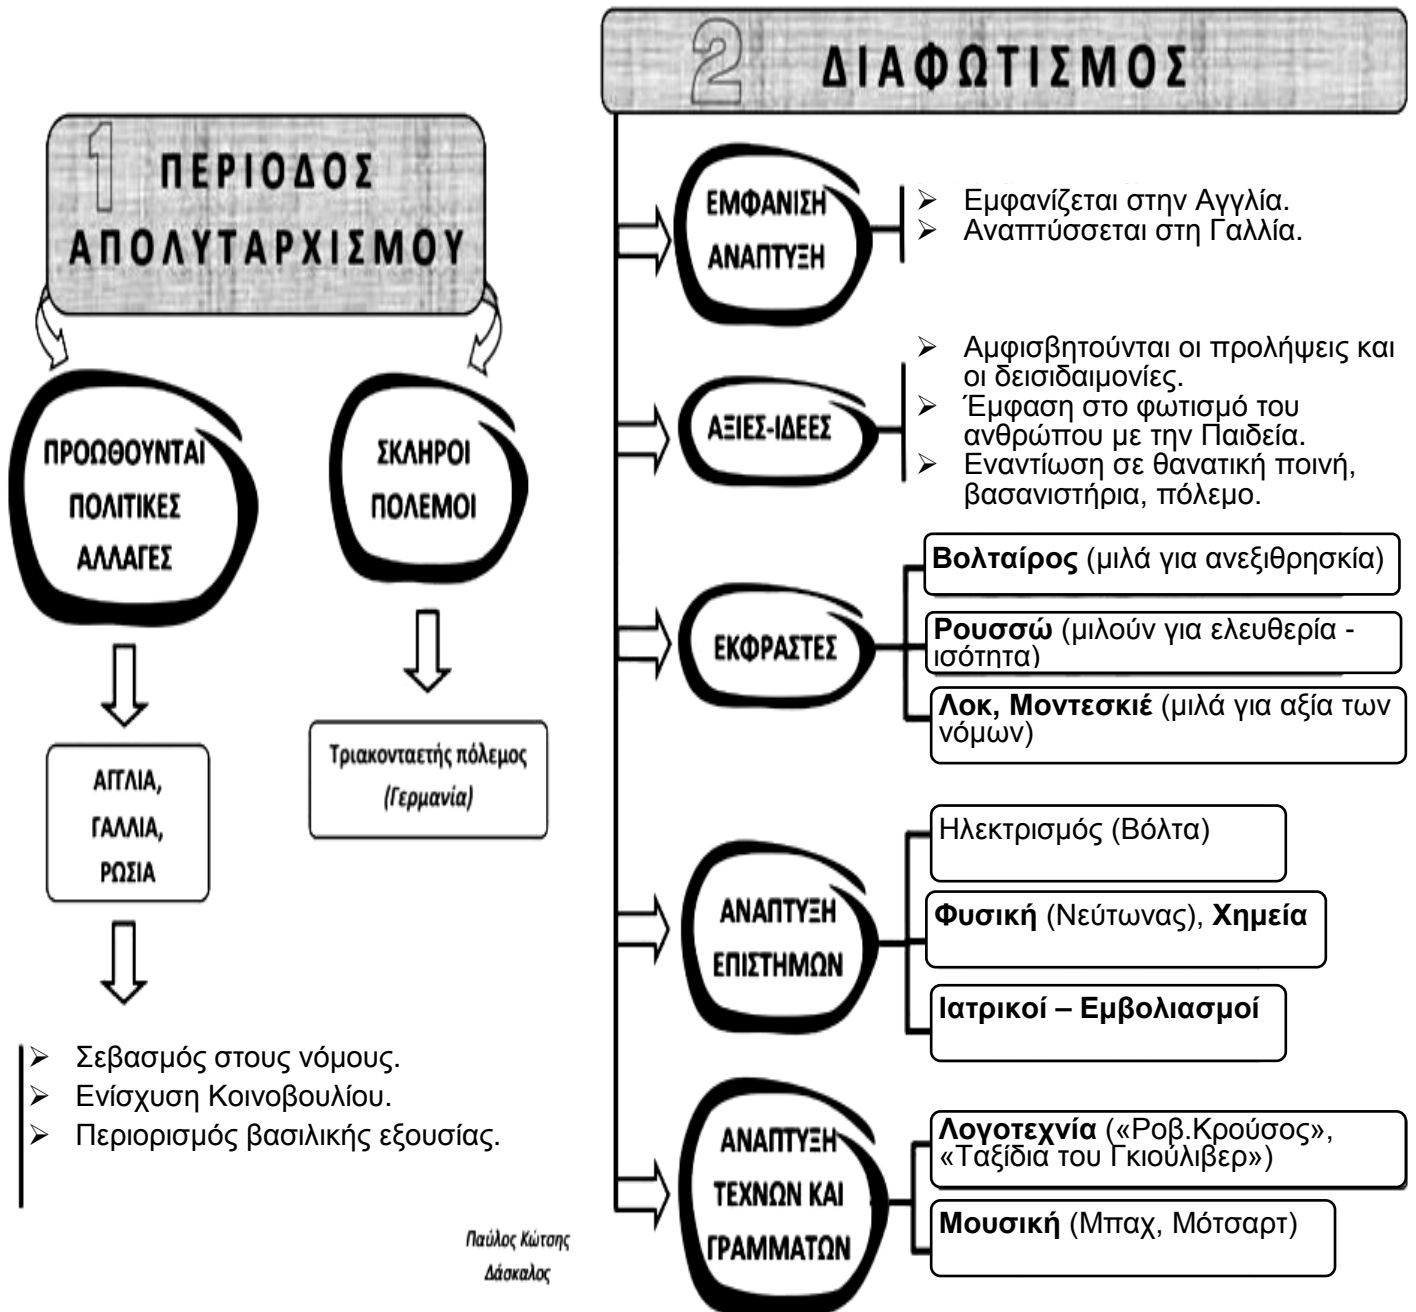 1 ΠΕΡΙΟΔΟΣ
ΑΠΟΛΥΤΑΡΧΙΣΜΟΥ
ΠΡΟΩΘΟΥΝΤΑΙ
ΠΟΛΙΤΙΚΕΣ
ΑΛΛΑΓΕΣ
ΣΚΛΗΡΟΙ
ΠΟΛΕΜΟΙ
ΑΓΓΛΙΑ,
ΓΑΛΛΙΑ,
ΡΩΣΙΑ
Τριακονταετής πόλεμος
(Γερμανία)
➢ Σεβασμός στους νόμους.
➢ Ενίσχυση Κοινοβουλίου.
➢ Περιορισμός βασιλικής εξουσίας.
Παύλος Κώτσης
Δάσκαλος
2 ΔΙΑΦΩΤΙΣΜΟΣ
ΕΜΦΑΝΙΣΗ
ΑΝΑΠΤΥΞΗ
➢ Εμφανίζεται στην Αγγλία.
➢ Αναπτύσσεται στη Γαλλία.
ΑΞΙΕΣ-ΙΔΕΕΣ
➢ Αμφισβητούνται οι προλήψεις και
οι δεισιδαιμονίες.
➢ Έμφαση στο φωτισμό του
ανθρώπου με την Παιδεία.
➢ Εναντίωση σε θανατική ποινή,
βασανιστήρια, πόλεμο.
ΕΚΦΡΑΣΤΕΣ
Βολταίρος (μιλά για ανεξιθρησκία)
Ρουσσώ (μιλούν για ελευθερία -
ισότητα)
Λοκ, Μοντεσκιέ (μιλά για αξία των
νόμων)
ΑΝΑΠΤΥΞΗ
ΕΠΙΣΤΗΜΩΝ
Ηλεκτρισμός (Βόλτα)
Φυσική (Νεύτωνας), Χημεία
Ιατρικοί – Εμβολιασμοί
ΑΝΑΠΤΥΞΗ
ΤΕΧΝΩΝ ΚΑΙ
ΓΡΑΜΜΑΤΩΝ
Λογοτεχνία («Ροβ.Κρούσος»,
«Ταξίδια του Γκιούλιβερ»)
Μουσική (Μπαχ, Μότσαρτ)